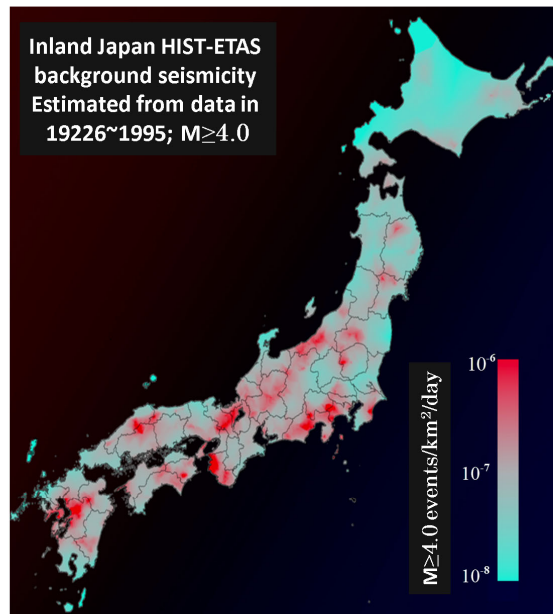 Inland Japan HIST-ETAS
background seismicity
Estimated from data in
19226~1995; M≥4.0
10⁻⁶
10⁻⁷
10⁻⁸
M≥4.0 events/km²/day